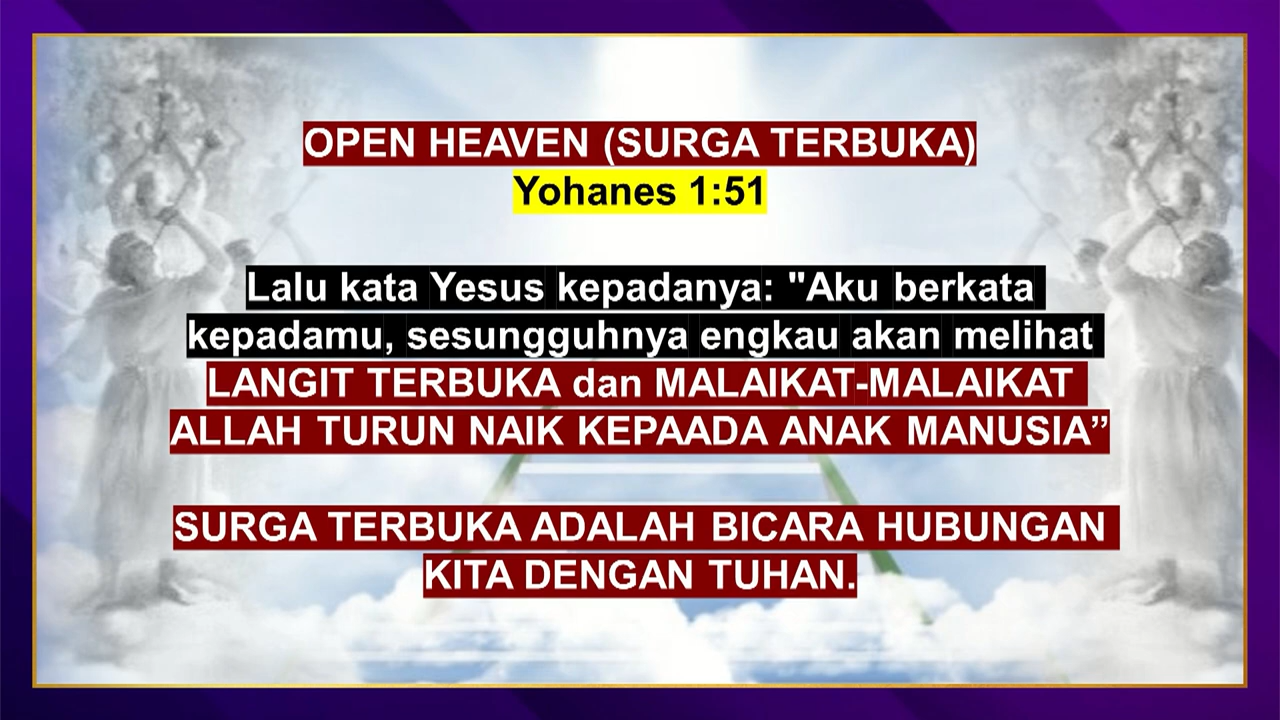 OPEN HEAVEN (SURGA TERBUKA)
Yohanes 1:51
Lalu kata Yesus kepadanya: "Aku berkata
kepadamu, sesungguhnya engkau akan melihat
LANGIT TERBUKA dan MALAIKAT-MALAIKAT
ALLAH TURUN NAIK KEPAADA ANAK MANUSIA”
SURGA TERBUKA ADALAH BICARA HUBUNGAN
KITA DENGAN TUHAN.